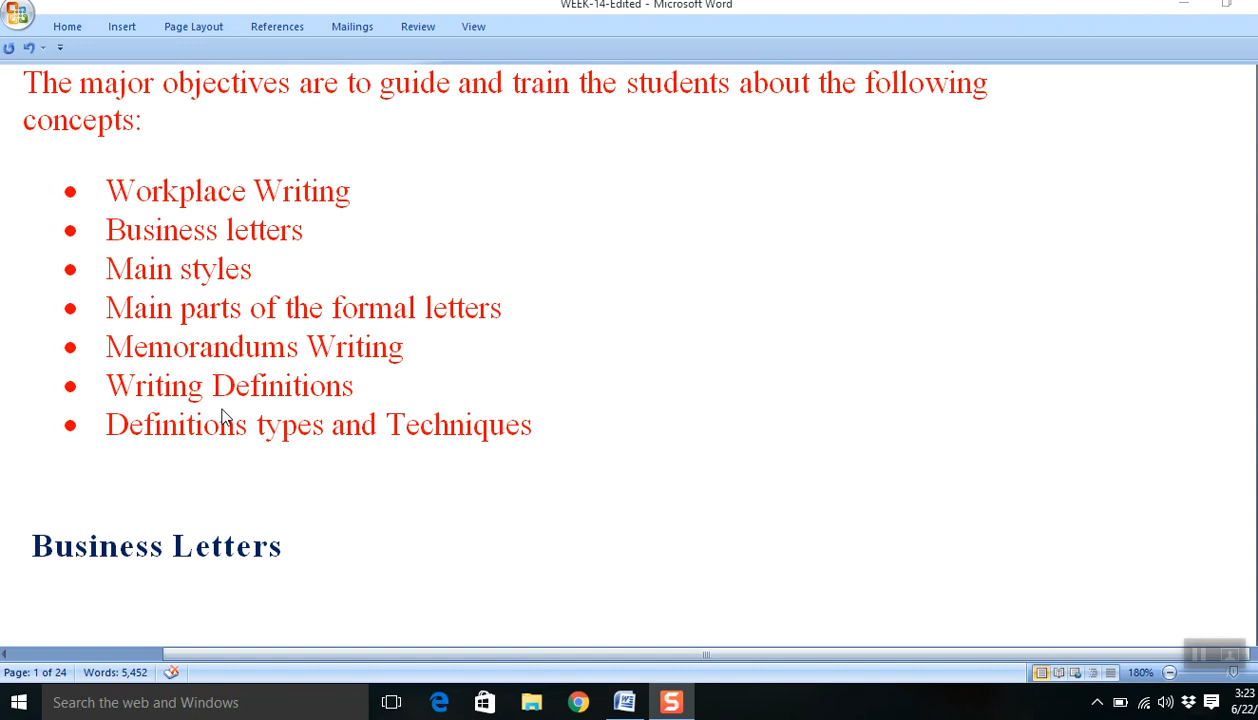 WEEK-14-Edited - Microsoft Word
Home Insert Page Layout References Mailings Review View
The major objectives are to guide and train the students about the following
concepts:
• Workplace Writing
• Business letters
• Main styles
• Main parts of the formal letters
• Memorandums Writing
• Writing Definitions
• Definitions types and Techniques
Business Letters
Page: 1 of 24 Words: 5,452 180%
Search the web and Windows
3:23
6/22/